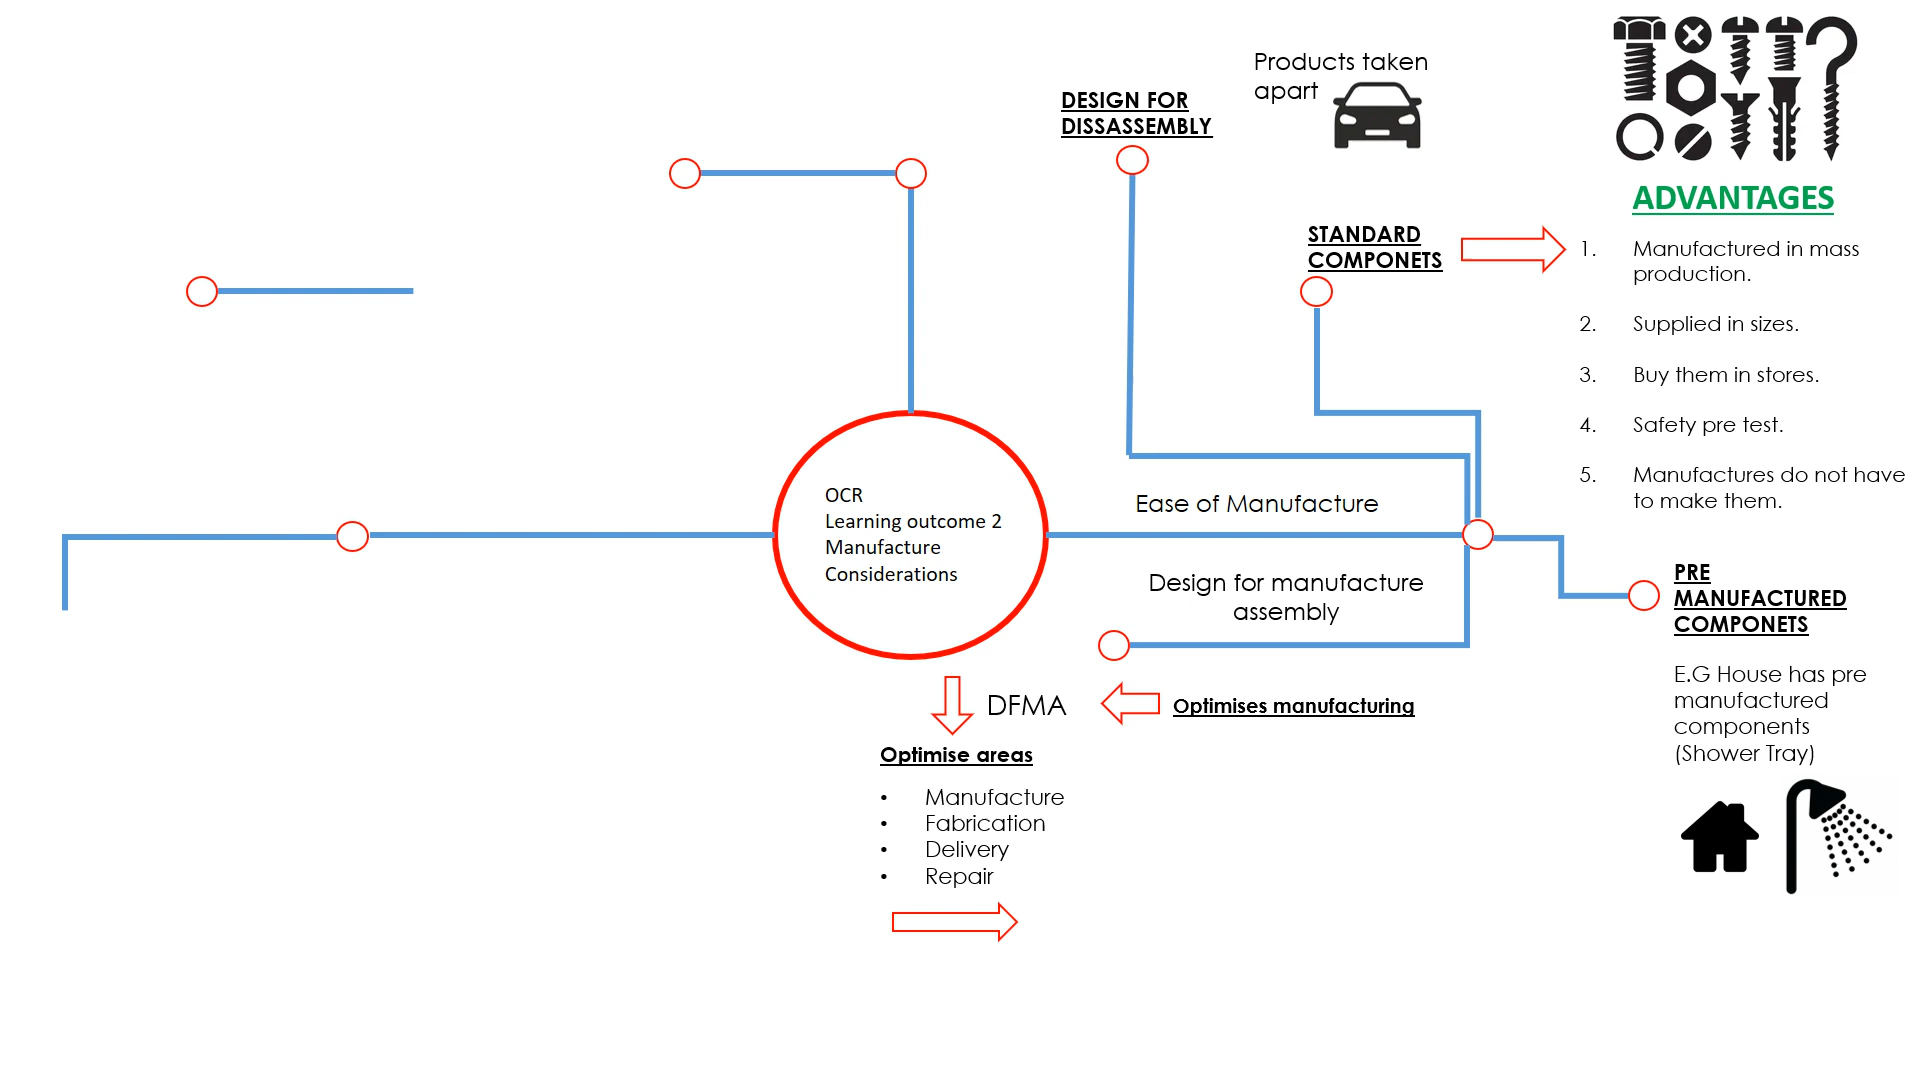 Products taken
apart
DESIGN FOR
DISSASSEMBLY
ADVANTAGES
STANDARD
COMPONETS
1. Manufactured in mass
production.
2. Supplied in sizes.
3. Buy them in stores.
4. Safety pre test.
5. Manufactures do not have
to make them.
OCR
Learning outcome 2
Manufacture
Considerations
Ease of Manufacture
Design for manufacture
assembly
PRE
MANUFACTURED
COMPONETS
E.G House has pre
manufactured
components
(Shower Tray)
DFMA
Optimises manufacturing
Optimise areas
• Manufacture
• Fabrication
• Delivery
• Repair